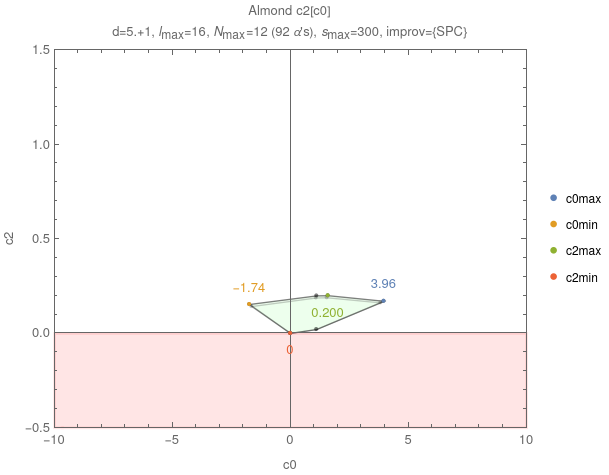 Almond c2[c0]
d=5.+1, lmax=16, Nmax=12 (92 α's), smax=300, improv={SPC}
1.5
1.0
0.5
0.0
-0.5
c2
-10
-5
0
5
10
c0
−1.74
3.96
0.200
0
c0max
c0min
c2max
c2min